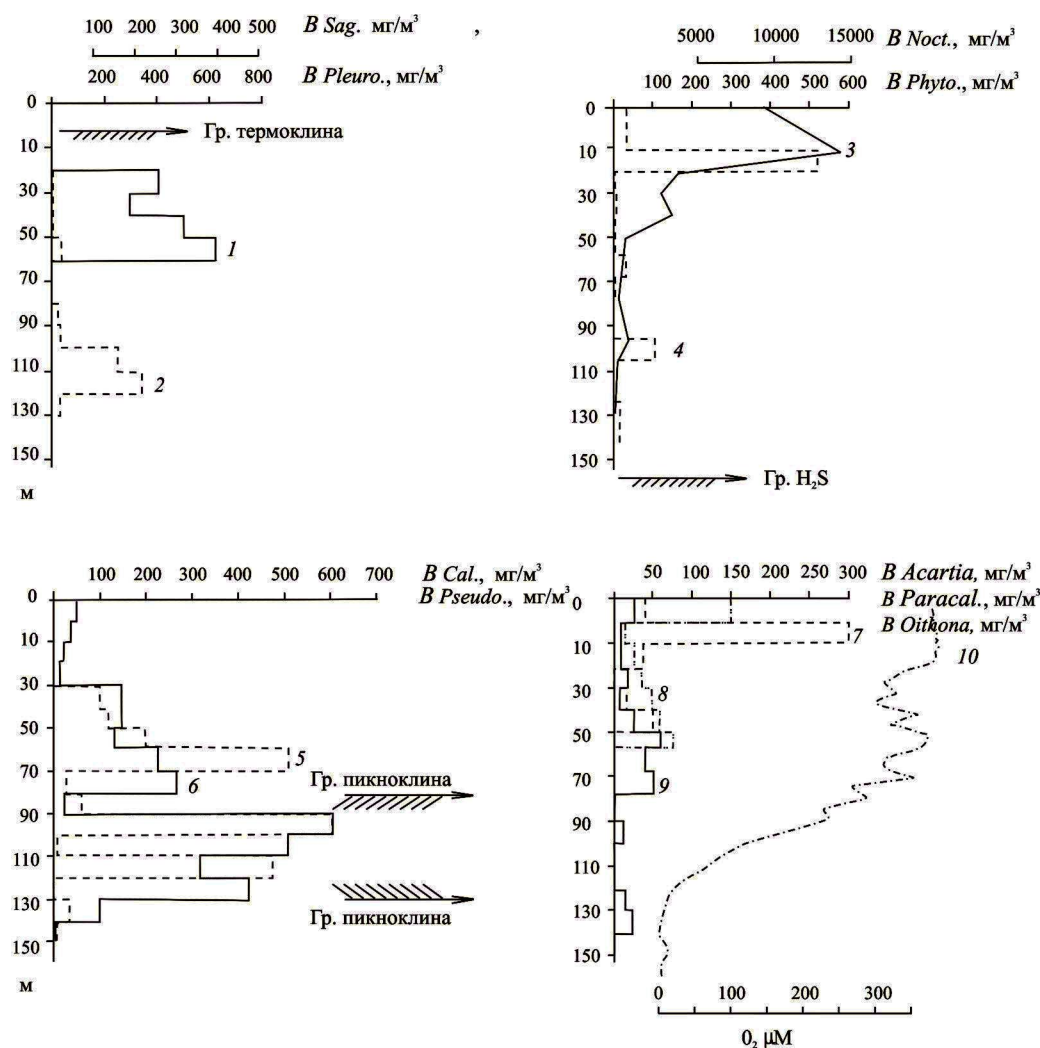 100 200 300 400 500 B Sag. мг/м³ ,
200 400 600 800 B Pleuro., мг/м³
0
10
30
50
70
90
110
130
150
м
Гр. термоклина
1
2
5000 10000 15000 B Noct., мг/м³
100 200 300 400 500 600 B Phyto., мг/м³
0
10
30
50
70
90
110
130
150
3
4
Гр. H₂S
100 200 300 400 500 600 700 B Cal., мг/м³
B Pseudo., мг/м³
0
10
30
50
70
90
110
130
150
м
5
6
Гр. пикноклина
Гр. пикноклина
50 100 150 200 250 300 B Acartia, мг/м³
B Paracal., мг/м³
B Oithona, мг/м³
0
10
30
50
70
90
110
130
150
7
10
8
9
0 100 200 300
0₂ μM